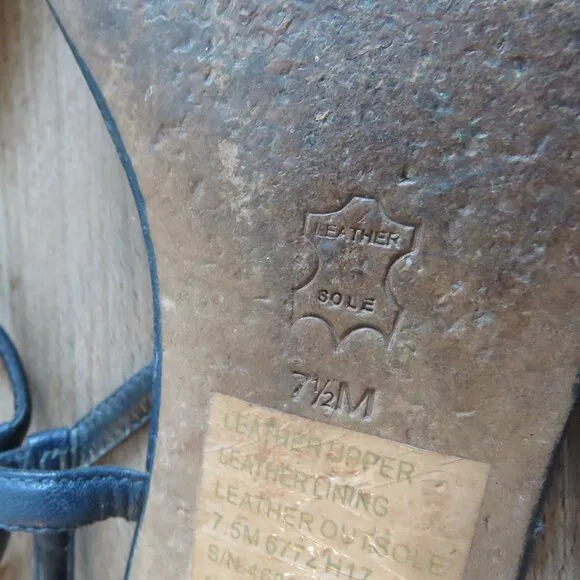 LEATHER
SOLE
7½M
LEATHER UPPER
LEATHER LINING
LEATHER OUTSOLE
7.5M 6772 H17
S/N